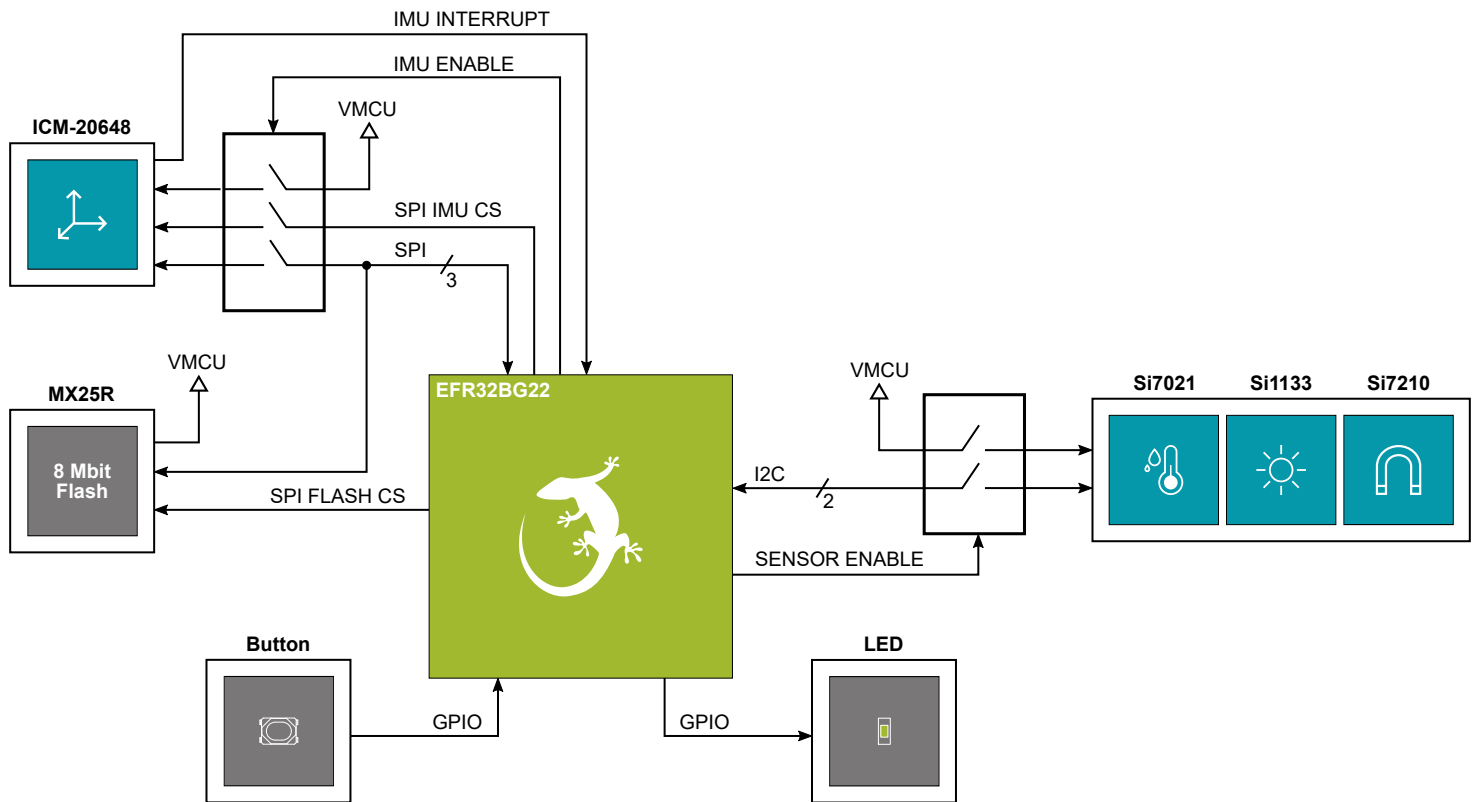 IMU INTERRUPT
IMU ENABLE
VMCU
ICM-20648
SPI IMU CS
SPI
3
VMCU
MX25R
8 Mbit
Flash
SPI FLASH CS
EFR32BG22
VMCU
I2C
2
SENSOR ENABLE
Si7021
Si1133
Si7210
Button
GPIO
GPIO
LED